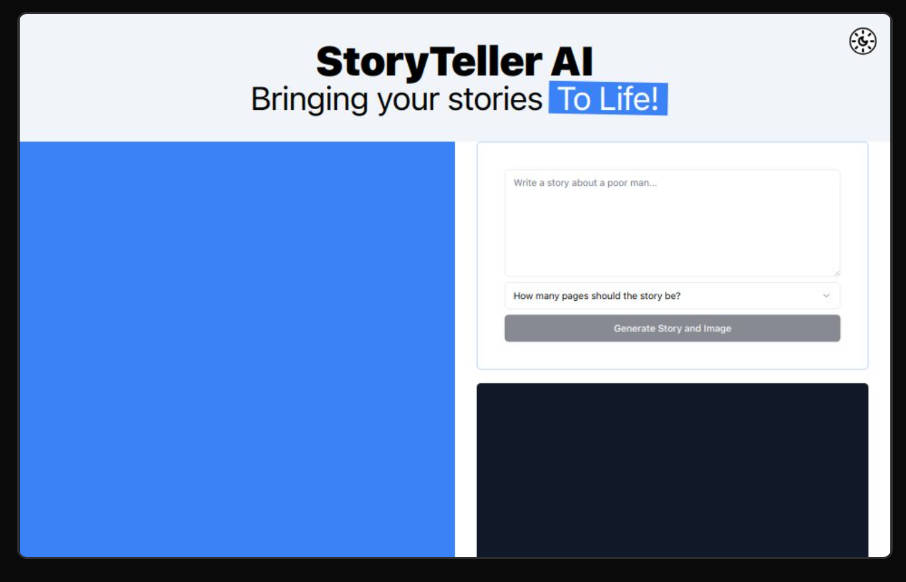 StoryTeller AI
Bringing your stories To Life!
Write a story about a poor man...
How many pages should the story be?
Generate Story and Image